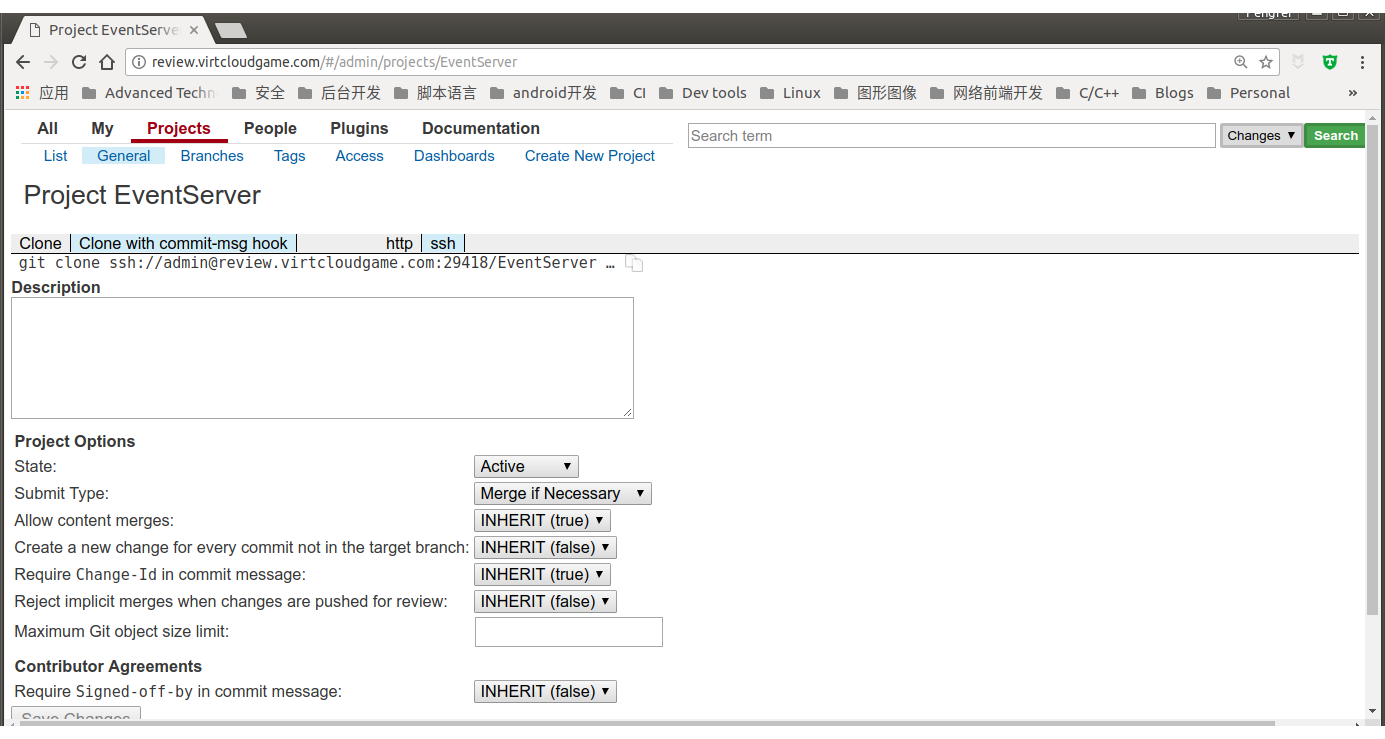 Pengfei
Project EventServe
review.virtcloudgame.com/#/admin/projects/EventServer
应用 Advanced Techn 安全 后台开发 脚本语言 android开发 CI Dev tools Linux 图形图像 网络前端开发 C/C++ Blogs Personal »
All My Projects People Plugins Documentation
Search term Changes Search
List General Branches Tags Access Dashboards Create New Project
Project EventServer
Clone Clone with commit-msg hook http ssh
git clone ssh://admin@review.virtcloudgame.com:29418/EventServer …
Description
Project Options
State: Active
Submit Type: Merge if Necessary
Allow content merges: INHERIT (true)
Create a new change for every commit not in the target branch: INHERIT (false)
Require Change-Id in commit message: INHERIT (true)
Reject implicit merges when changes are pushed for review: INHERIT (false)
Maximum Git object size limit:
Contributor Agreements
Require Signed-off-by in commit message: INHERIT (false)
Save Changes